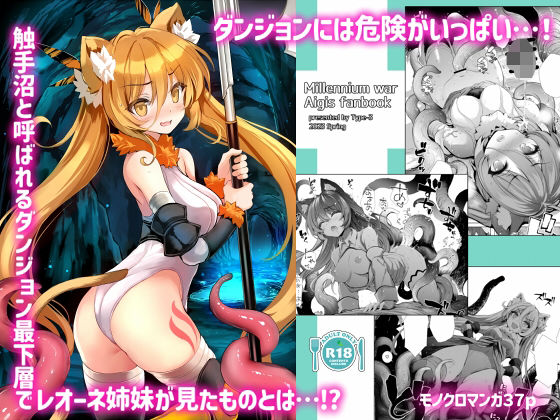 ダンジョンには危険がいっぱい…!
触手沼と呼ばれるダンジョン最下層で
レオーネ姉妹が見たものとは…!?
Millennium war
Aigis fanbook
presented by Type-G
2023 Spring
ADULT ONLY
R18
モノクロマンガ37p